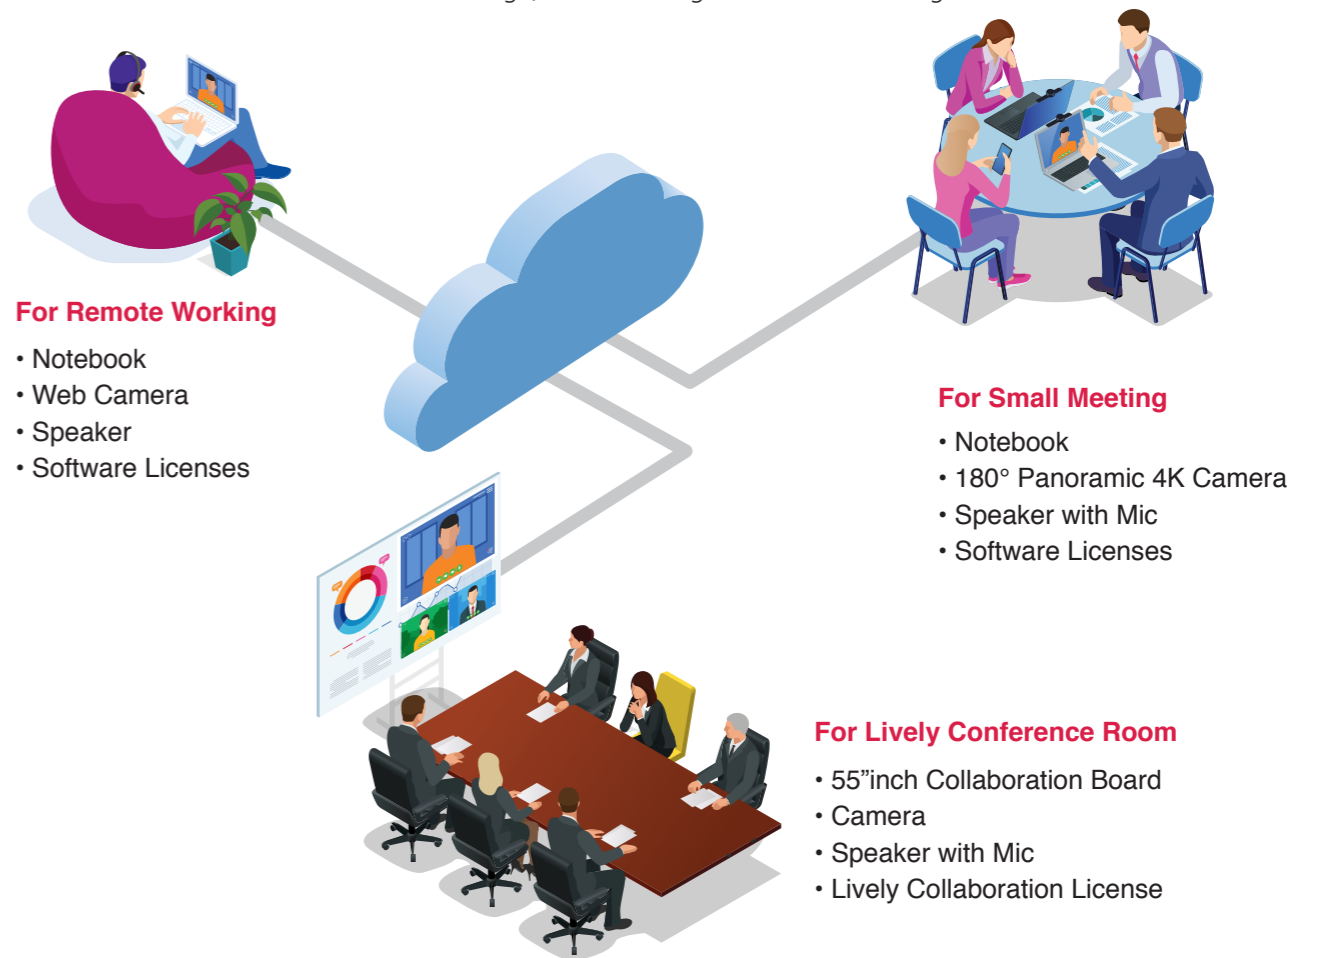 For Remote Working
• Notebook
• Web Camera
• Speaker
• Software Licenses
For Small Meeting
• Notebook
• 180° Panoramic 4K Camera
• Speaker with Mic
• Software Licenses
For Lively Conference Room
• 55”inch Collaboration Board
• Camera
• Speaker with Mic
• Lively Collaboration License